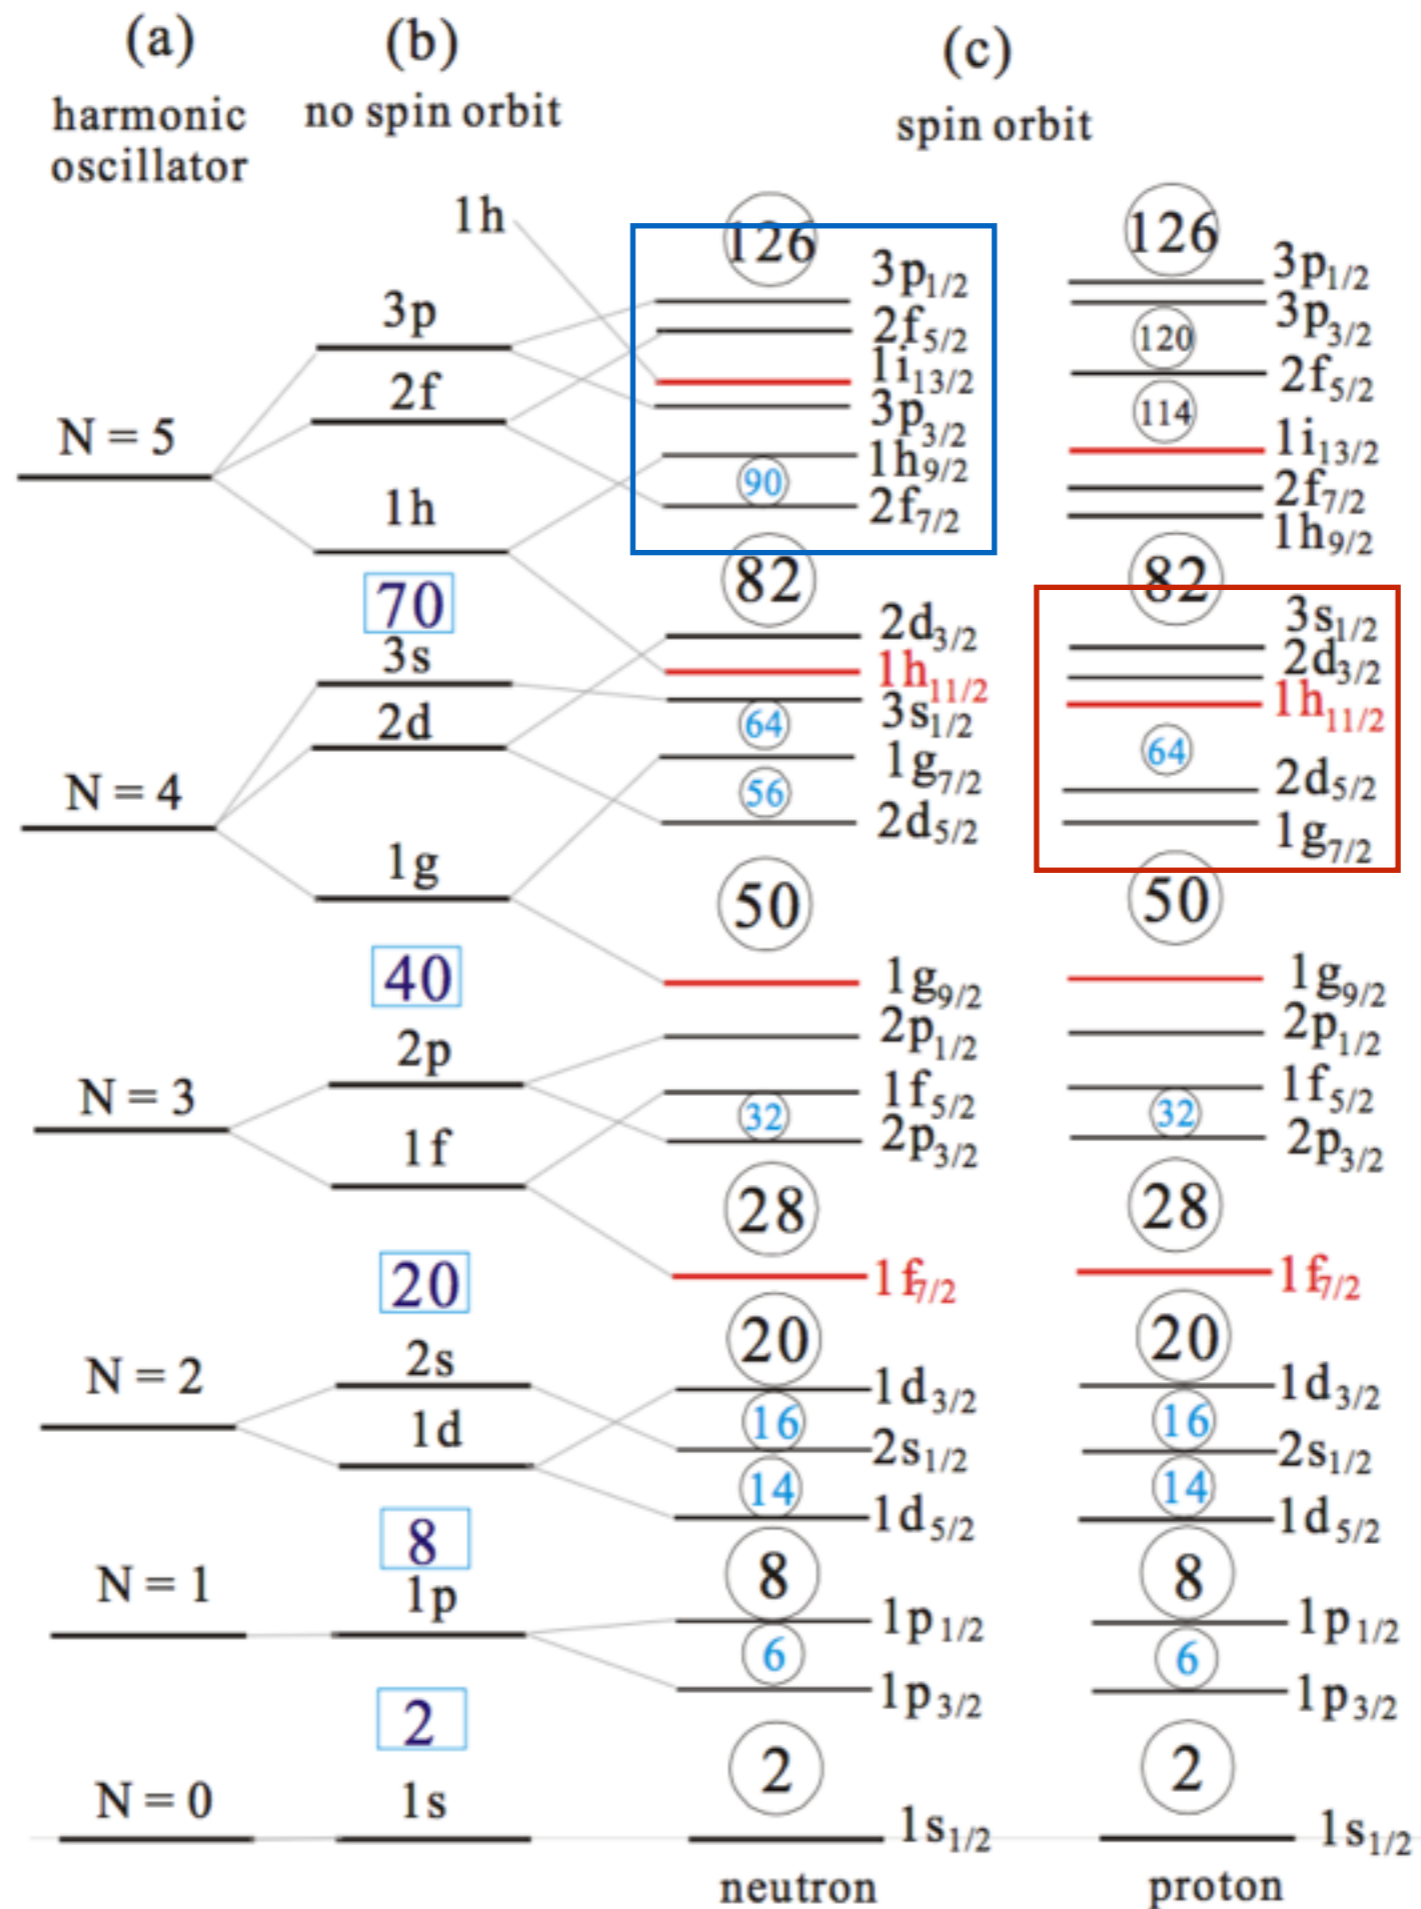 (a)
harmonic
oscillator
N = 5
N = 4
N = 3
N = 2
N = 1
N = 0
(b)
no spin orbit
1h
3p
2f
1h
70
3s
2d
1g
40
2p
1f
20
2s
1d
8
1p
2
1s
(c)
spin orbit
126
3p1/2
2f5/2
1i13/2
3p3/2
1h9/2
90
2f7/2
82
2d3/2
1h11/2
3s1/2
64
1g7/2
56
2d5/2
50
1g9/2
2p1/2
1f5/2
32
2p3/2
28
1f7/2
20
1d3/2
16
2s1/2
14
1d5/2
8
1p1/2
6
1p3/2
2
1s1/2
neutron
126
3p1/2
3p3/2
120
2f5/2
114
1i13/2
2f7/2
1h9/2
82
3s1/2
2d3/2
1h11/2
64
2d5/2
1g7/2
50
1g9/2
2p1/2
1f5/2
32
2p3/2
28
1f7/2
20
1d3/2
16
2s1/2
14
1d5/2
8
1p1/2
6
1p3/2
2
1s1/2
proton